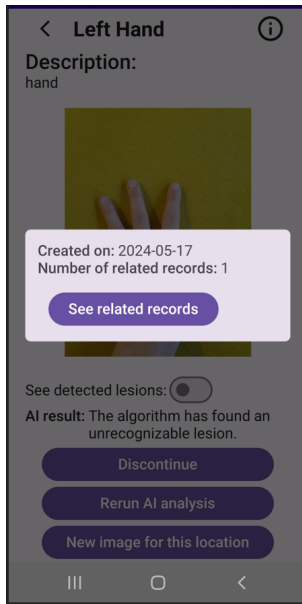 Left Hand
Description:
hand
Created on: 2024-05-17
Number of related records: 1
See related records
See detected lesions:
AI result: The algorithm has found an
unrecognizable lesion.
Discontinue
Rerun AI analysis
New image for this location